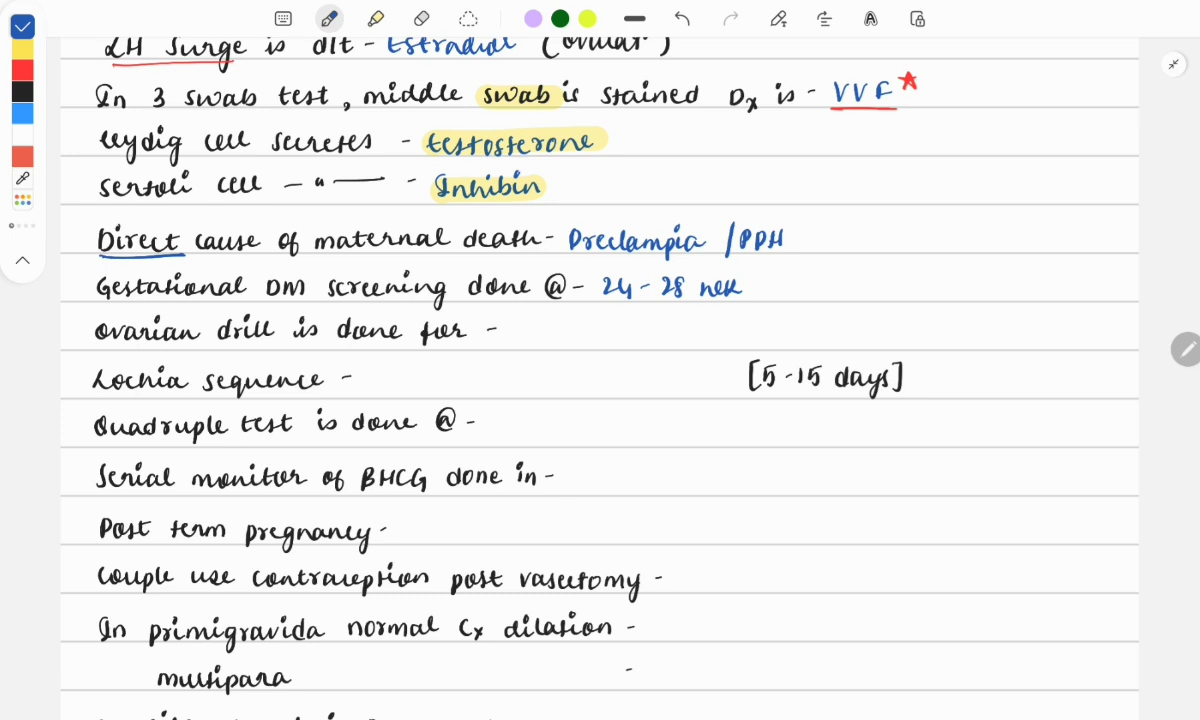 LH Surge is d/t - Estradiol (Ovular)
In 3 swab test, middle swab is stained Dx is - VVF
leydig cell secretes - testosterone
sertoli cell - " - Inhibin
Direct cause of maternal death - Preclampia / PPH
Gestational DM screening done @ - 24 - 28 wek
Ovarian drill is done for -
Lochia sequence - [5-15 days]
Quadruple test is done @ -
Serial monitor of BHCG done in -
Post term pregnancy -
Couple use contraception post vasectomy -
In primigravida normal Cx dilation -
multipara -